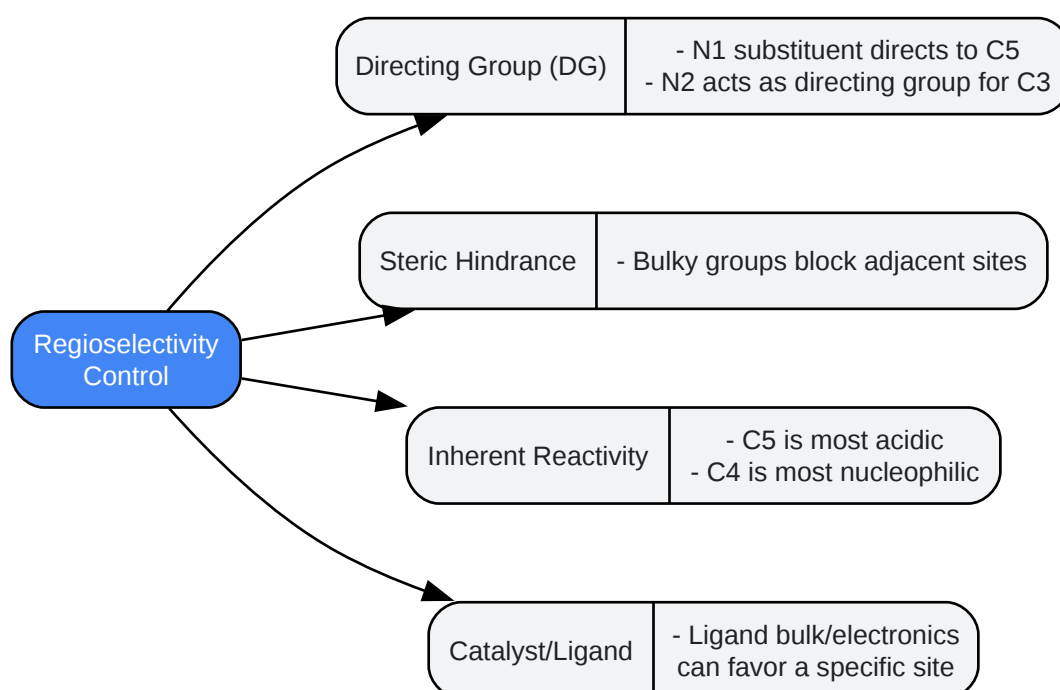 Directing Group (DG)
- N1 substituent directs to C5
- N2 acts as directing group for C3
Steric Hindrance
- Bulky groups block adjacent sites
Regioselectivity
Control
Inherent Reactivity
- C5 is most acidic
- C4 is most nucleophilic
Catalyst/Ligand
- Ligand bulk/electronics
can favor a specific site